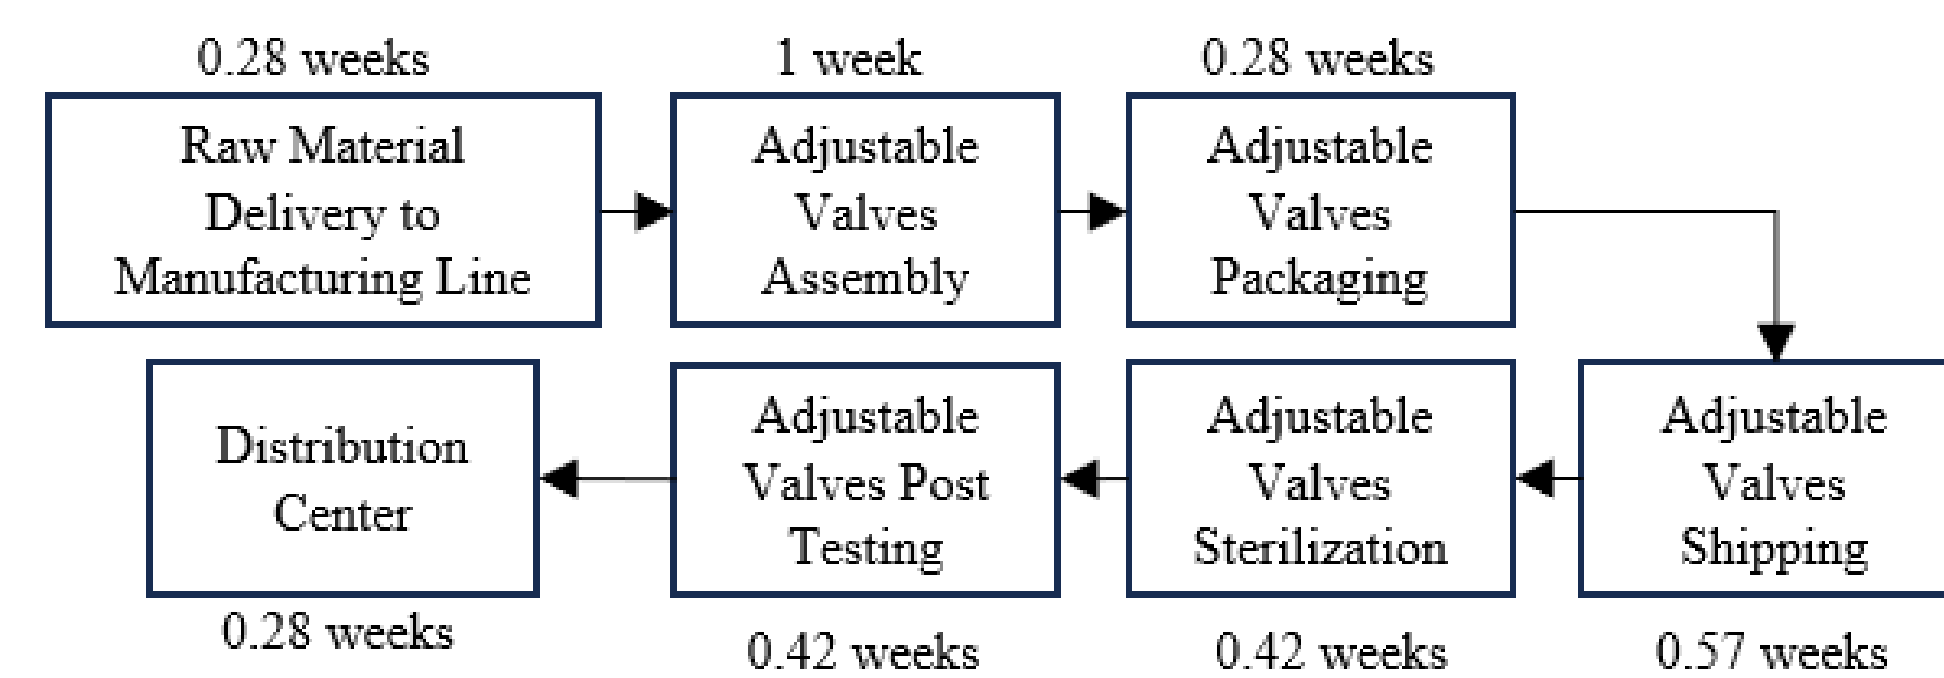 0.28 weeks
Raw Material
Delivery to
Manufacturing Line
1 week
Adjustable
Valves
Assembly
0.28 weeks
Adjustable
Valves
Packaging
Adjustable
Valves
Shipping
0.57 weeks
Adjustable
Valves
Sterilization
0.42 weeks
Adjustable
Valves Post
Testing
0.42 weeks
Distribution
Center
0.28 weeks